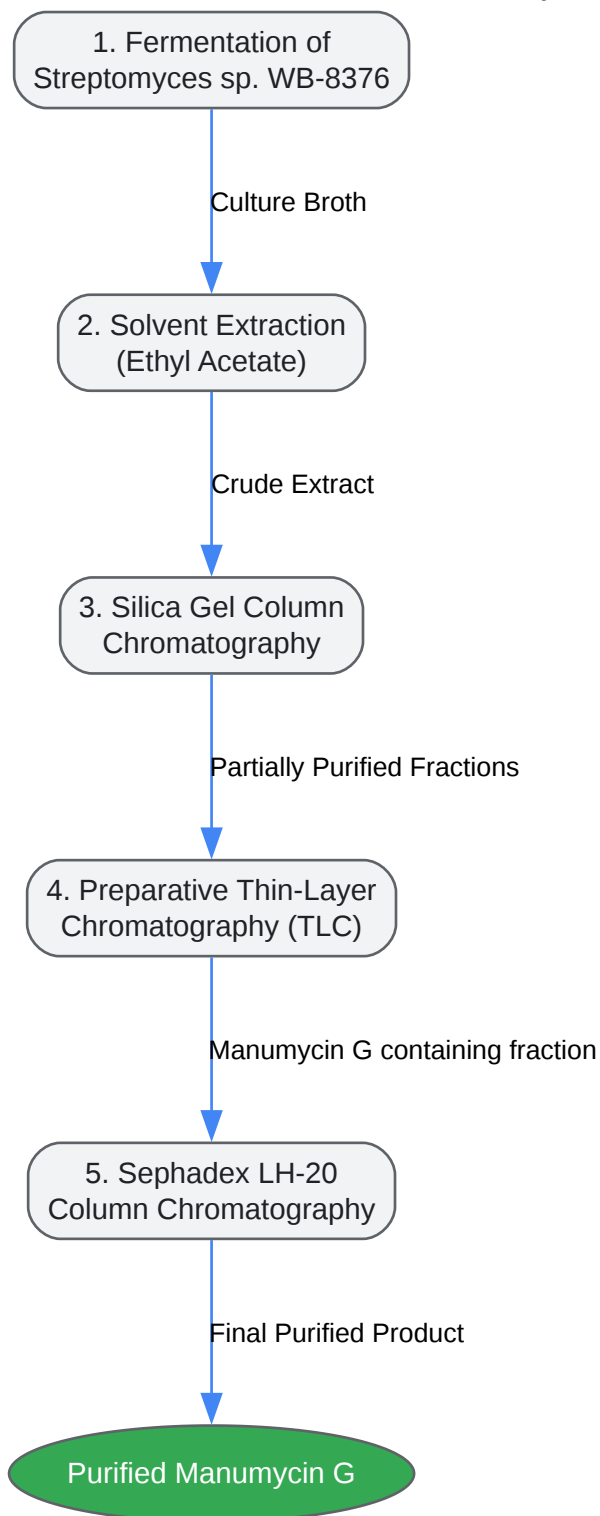 1. Fermentation of
Streptomyces sp. WB-8376
Culture Broth
2. Solvent Extraction
(Ethyl Acetate)
Crude Extract
3. Silica Gel Column
Chromatography
Partially Purified Fractions
4. Preparative Thin-Layer
Chromatography (TLC)
Manumycin G containing fraction
5. Sephadex LH-20
Column Chromatography
Final Purified Product
Purified Manumycin G